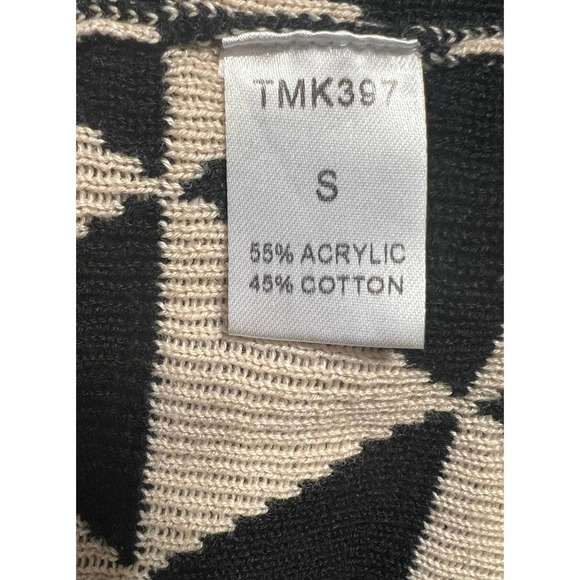 TMK397
S
55% ACRYLIC
45% COTTON